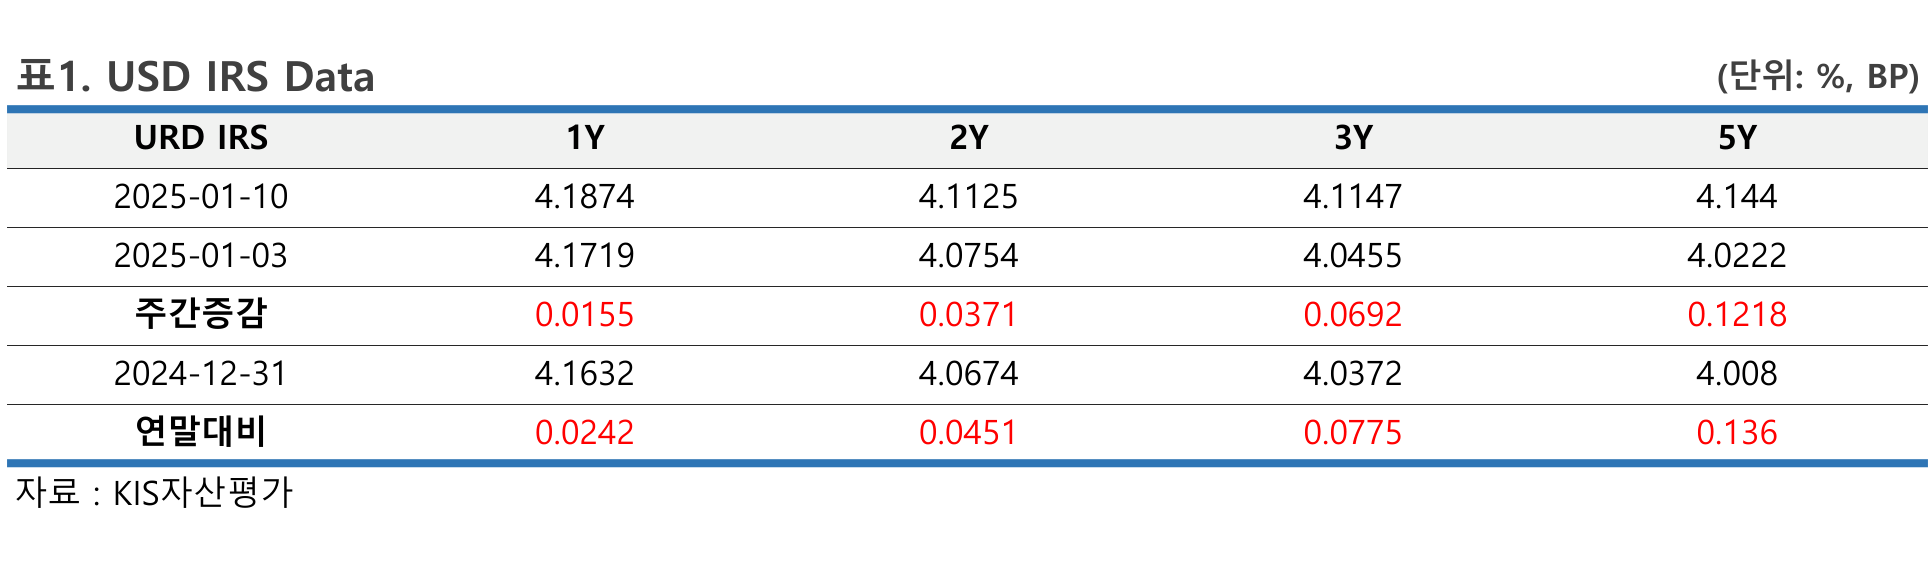 표1. USD IRS Data (단위: %, BP)
URD IRS 1Y 2Y 3Y 5Y
2025-01-10 4.1874 4.1125 4.1147 4.144
2025-01-03 4.1719 4.0754 4.0455 4.0222
주간증감 0.0155 0.0371 0.0692 0.1218
2024-12-31 4.1632 4.0674 4.0372 4.008
연말대비 0.0242 0.0451 0.0775 0.136
자료 : KIS자산평가